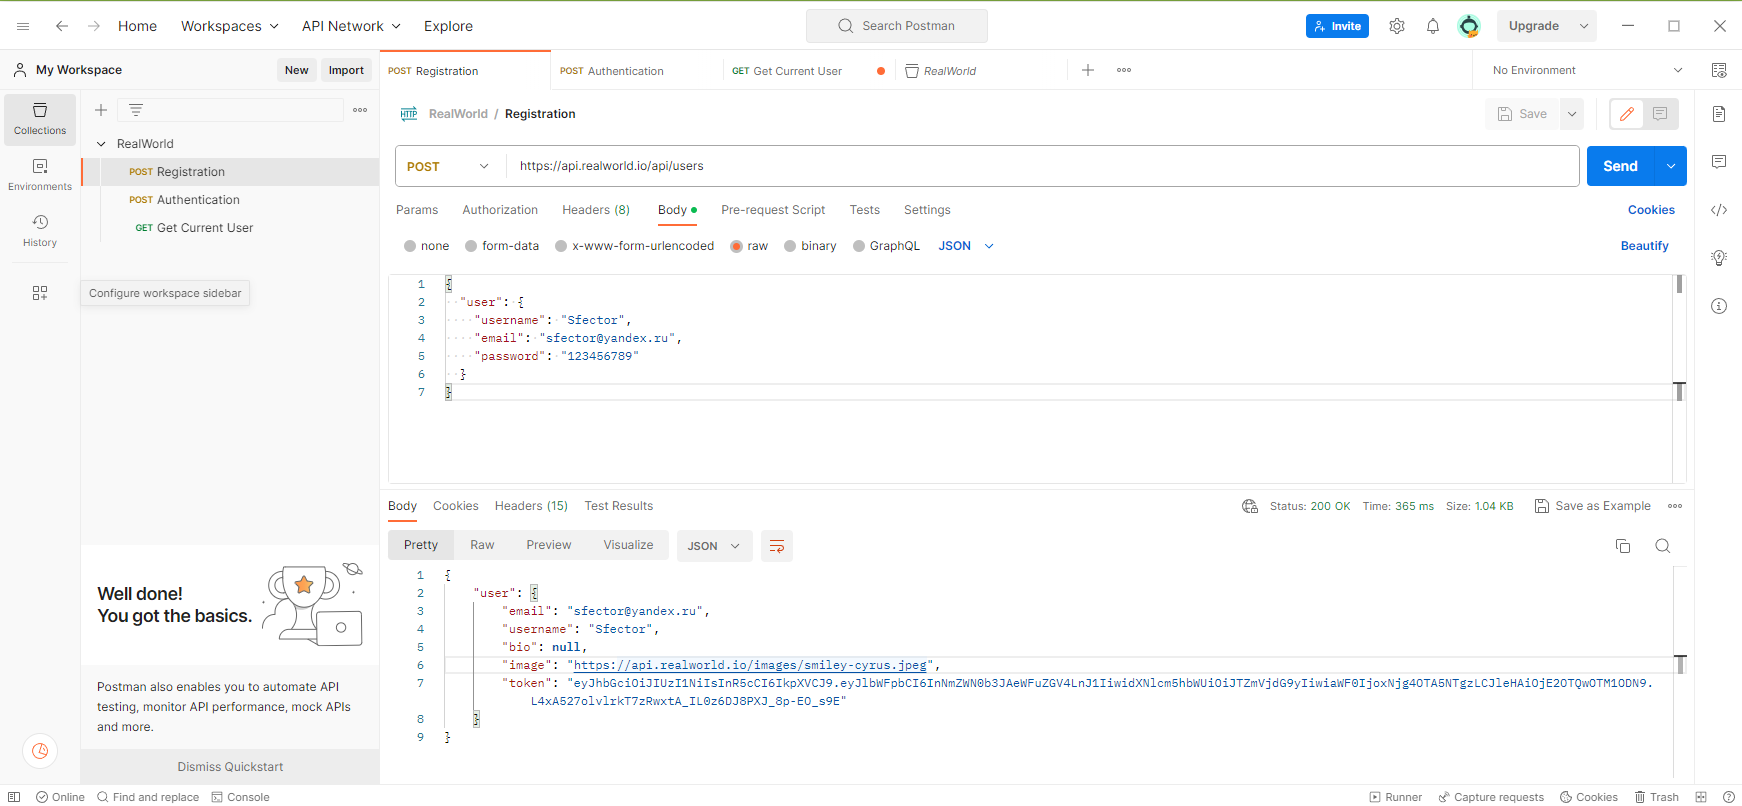 Home Workspaces API Network Explore Search Postman Invite Upgrade
My Workspace New Import
POST Registration POST Authentication GET Get Current User RealWorld No Environment
Collections
Environments
History
RealWorld
POST Registration
POST Authentication
GET Get Current User
Configure workspace sidebar
Well done!
You got the basics.
Postman also enables you to automate API
testing, monitor API performance, mock APIs
and more.
Dismiss Quickstart
HTTP RealWorld / Registration Save
POST https://api.realworld.io/api/users Send
Params Authorization Headers (8) Body Pre-request Script Tests Settings Cookies
none form-data x-www-form-urlencoded raw binary GraphQL JSON Beautify
1 {
2 "user": {
3 "username": "Sfector",
4 "email": "sfector@yandex.ru",
5 "password": "123456789"
6 }
7 }
Body Cookies Headers (15) Test Results Status: 200 OK Time: 365 ms Size: 1.04 KB Save as Example
Pretty Raw Preview Visualize JSON
1 {
2 "user": {
3 "email": "sfector@yandex.ru",
4 "username": "Sfector",
5 "bio": null,
6 "image": "https://api.realworld.io/images/smiley-cyrus.jpeg",
7 "token": "eyJhbGciOiJIUzI1NiIsInR5cCI6IkpXVCJ9.eyJlbWFpbCI6InNmZWN0b3JAeWFuZGV4LnJ1IiwidXNlcm5hbWUiOiJTZmVjdG9yIiwiaWF0IjoxNjg4OTA5NTgzLCJleHAiOjE2OTQwOTM1ODN9.
L4xA527olvlrkT7zRwxtA_IL0z6DJ8PXJ_8p-EO_s9E"
8 }
9 }
Online Find and replace Console Runner Capture requests Cookies Trash